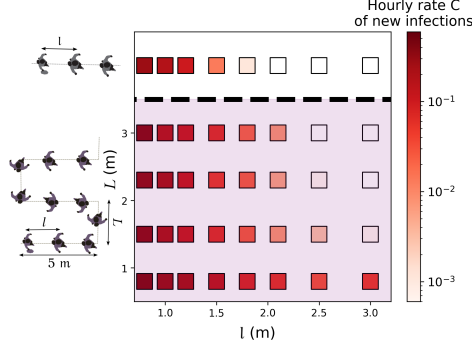 Hourly rate C
of new infections
l
L
l
5 m
L (m)
3
2
1
1.0
1.5
2.0
2.5
3.0
l (m)
10⁻¹
10⁻²
10⁻³